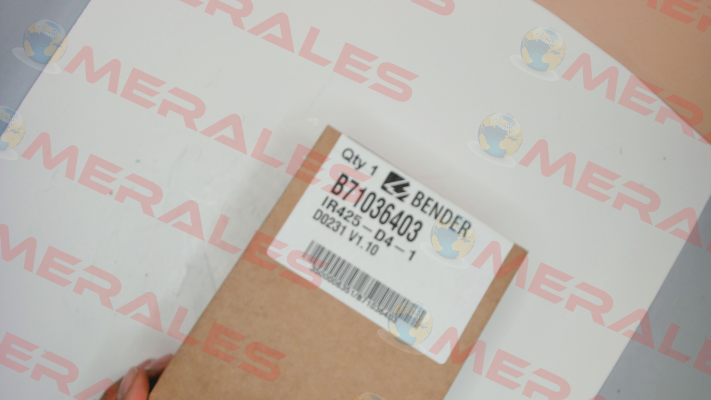 MERALES
MERALES
MERALES
MERALES
MERALES
MERALES
MERALES
MERALES
Qty 1
BENDER
B71036403
IR425-D4-1
D0231 V1.10